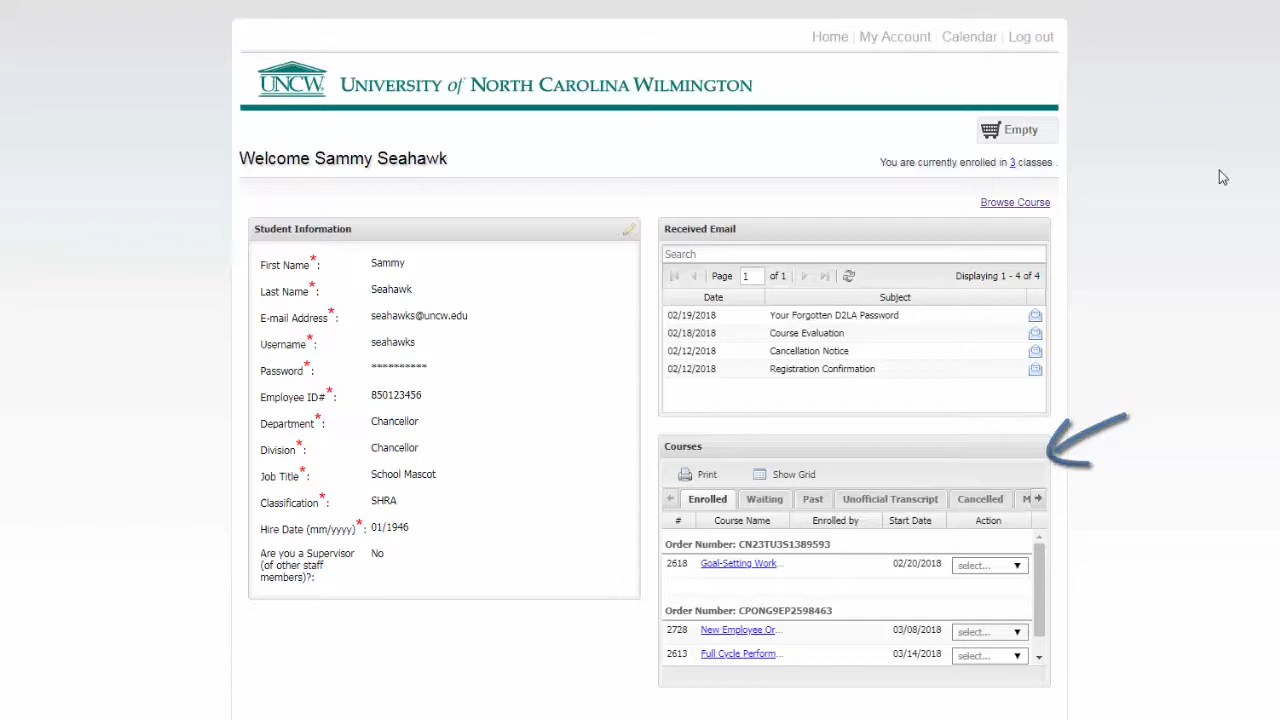 Home | My Account | Calendar | Log out
UNCW UNIVERSITY of NORTH CAROLINA WILMINGTON
Empty
Welcome Sammy Seahawk
You are currently enrolled in 3 classes.
Browse Course
Student Information
First Name*: Sammy
Last Name*: Seahawk
E-mail Address*: seahawks@uncw.edu
Username*: seahawks
Password*: **********
Employee ID#*: 850123456
Department*: Chancellor
Division*: Chancellor
Job Title*: School Mascot
Classification*: SHRA
Hire Date (mm/yyyy)*: 01/1946
Are you a Supervisor No
(of other staff
members)?:
Received Email
Search
Page 1 of 1 Displaying 1 - 4 of 4
Date Subject
02/19/2018 Your Forgotten D2LA Password
02/18/2018 Course Evaluation
02/12/2018 Cancellation Notice
02/12/2018 Registration Confirmation
Courses
Print Show Grid
Enrolled Waiting Past Unofficial Transcript Cancelled M
# Course Name Enrolled by Start Date Action
Order Number: CN23TU3S1389593
2618 Goal-Setting Work... 02/20/2018 select...
Order Number: CPONG9EP2598463
2728 New Employee Or... 03/08/2018 select...
2613 Full Cycle Perform... 03/14/2018 select...